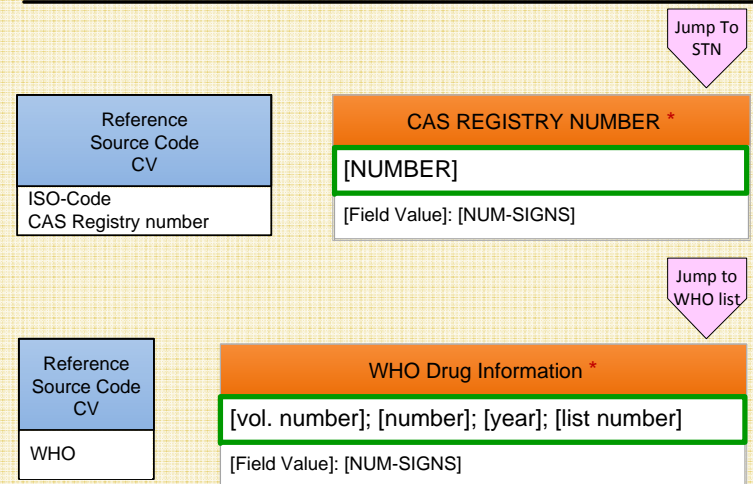 Jump To
STN
Reference
Source Code
CV
ISO-Code
CAS Registry number
CAS REGISTRY NUMBER *
[NUMBER]
[Field Value]: [NUM-SIGNS]
Jump to
WHO list
Reference
Source Code
CV
WHO
WHO Drug Information *
[vol. number]; [number]; [year]; [list number]
[Field Value]: [NUM-SIGNS]